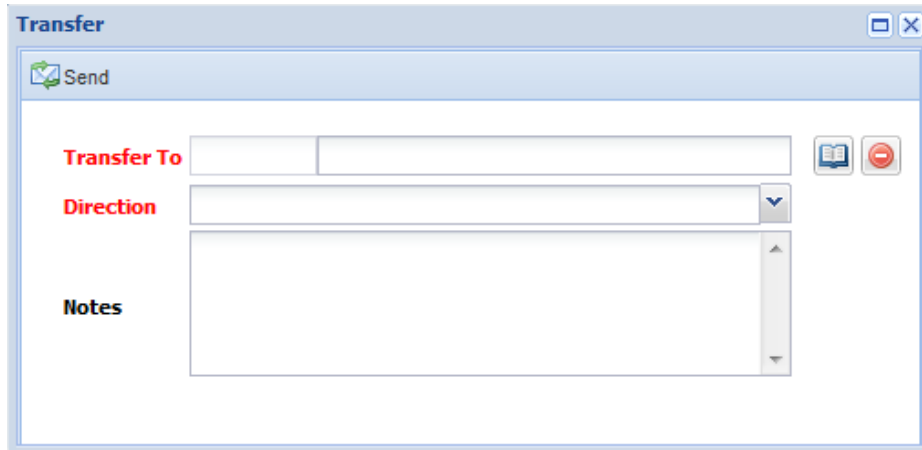 Transfer
Send
Transfer To
Direction
Notes